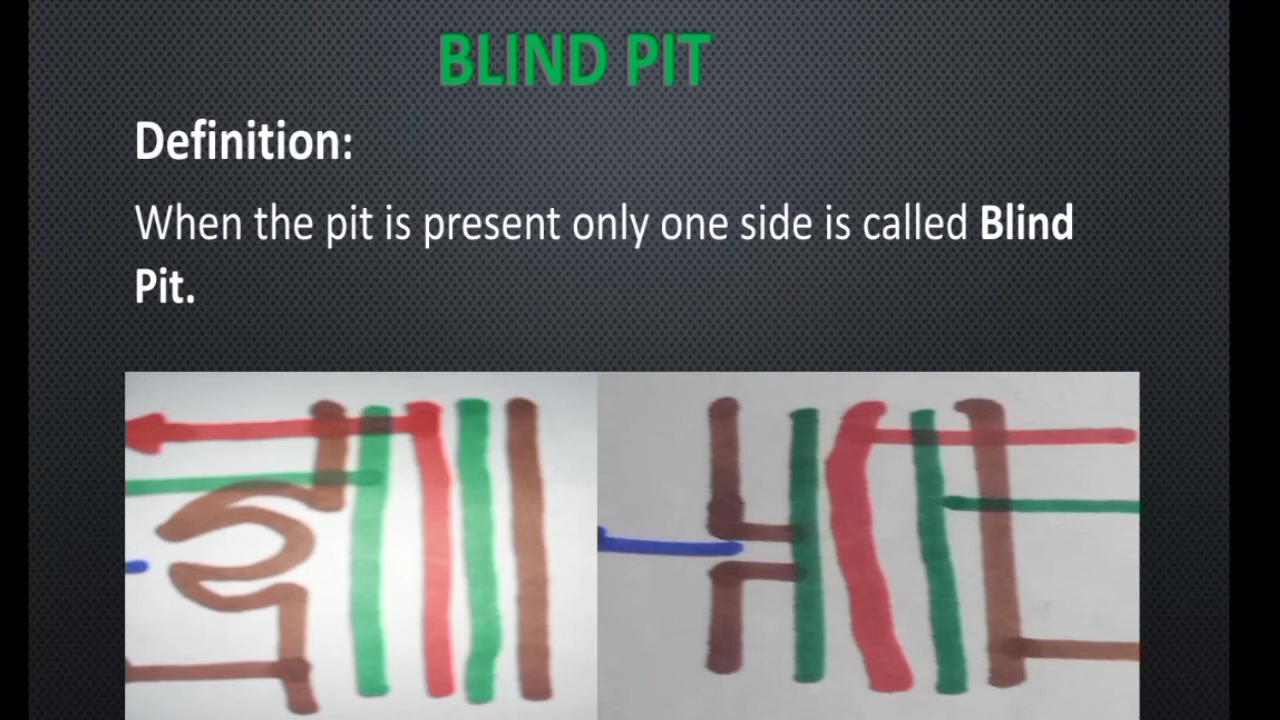 BLIND PIT
Definition:
When the pit is present only one side is called Blind
Pit.